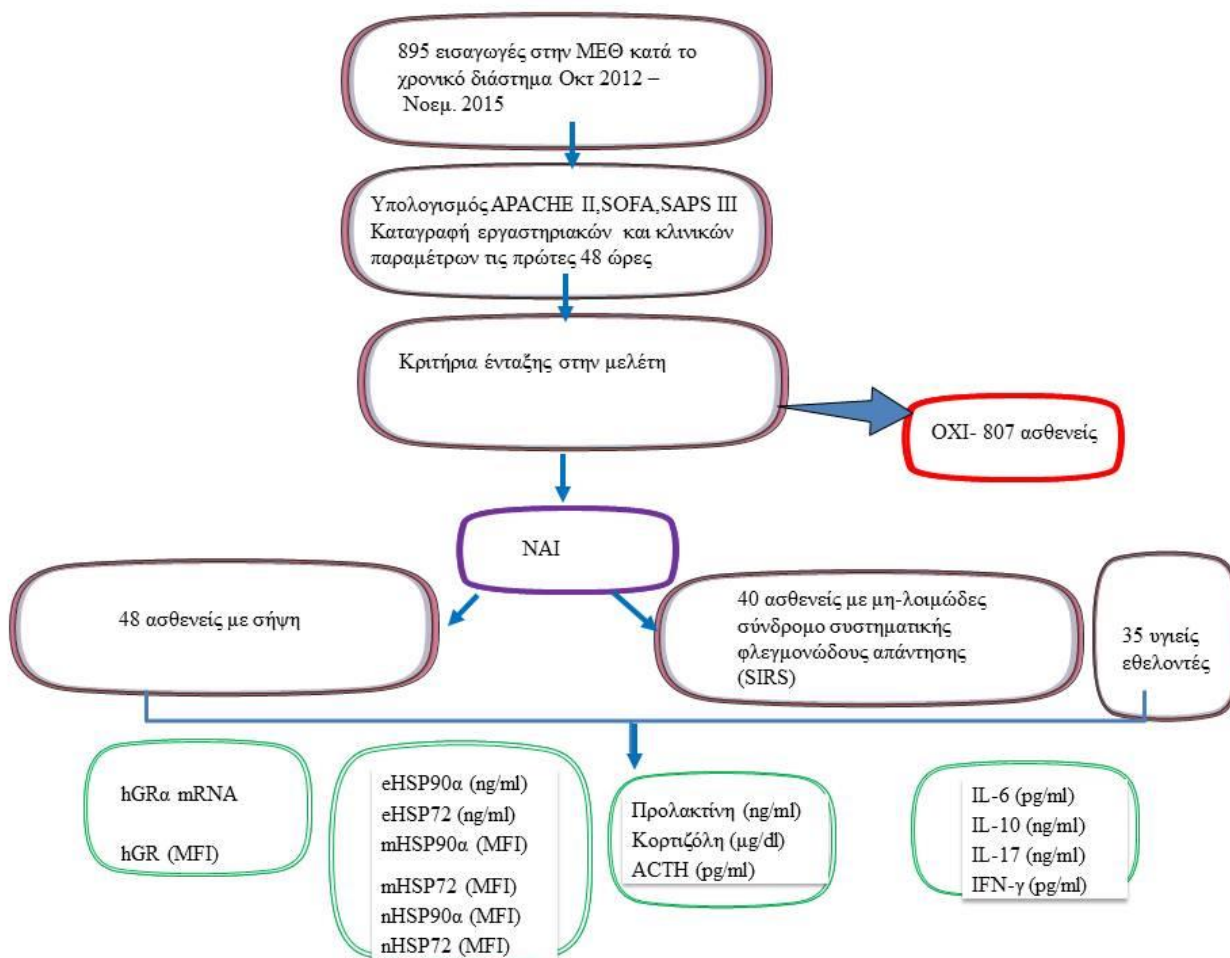 895 εισαγωγές στην ΜΕΘ κατά το
χρονικό διάστημα Οκτ 2012 –
Νοεμ. 2015
Υπολογισμός APACHE II,SOFA,SAPS III
Καταγραφή εργαστηριακών και κλινικών
παραμέτρων τις πρώτες 48 ώρες
Κριτήρια ένταξης στην μελέτη
ΟΧΙ- 807 ασθενείς
ΝΑΙ
48 ασθενείς με σήψη
40 ασθενείς με μη-λοιμώδες
σύνδρομο συστηματικής
φλεγμονώδους απάντησης
(SIRS)
35 υγιείς
εθελοντές
hGRα mRNA
hGR (MFI)
eHSP90α (ng/ml)
eHSP72 (ng/ml)
mHSP90α (MFI)
mHSP72 (MFI)
nHSP90α (MFI)
nHSP72 (MFI)
Προλακτίνη (ng/ml)
Κορτιζόλη (μg/dl)
ACTH (pg/ml)
IL-6 (pg/ml)
IL-10 (ng/ml)
IL-17 (ng/ml)
IFN-γ (pg/ml)